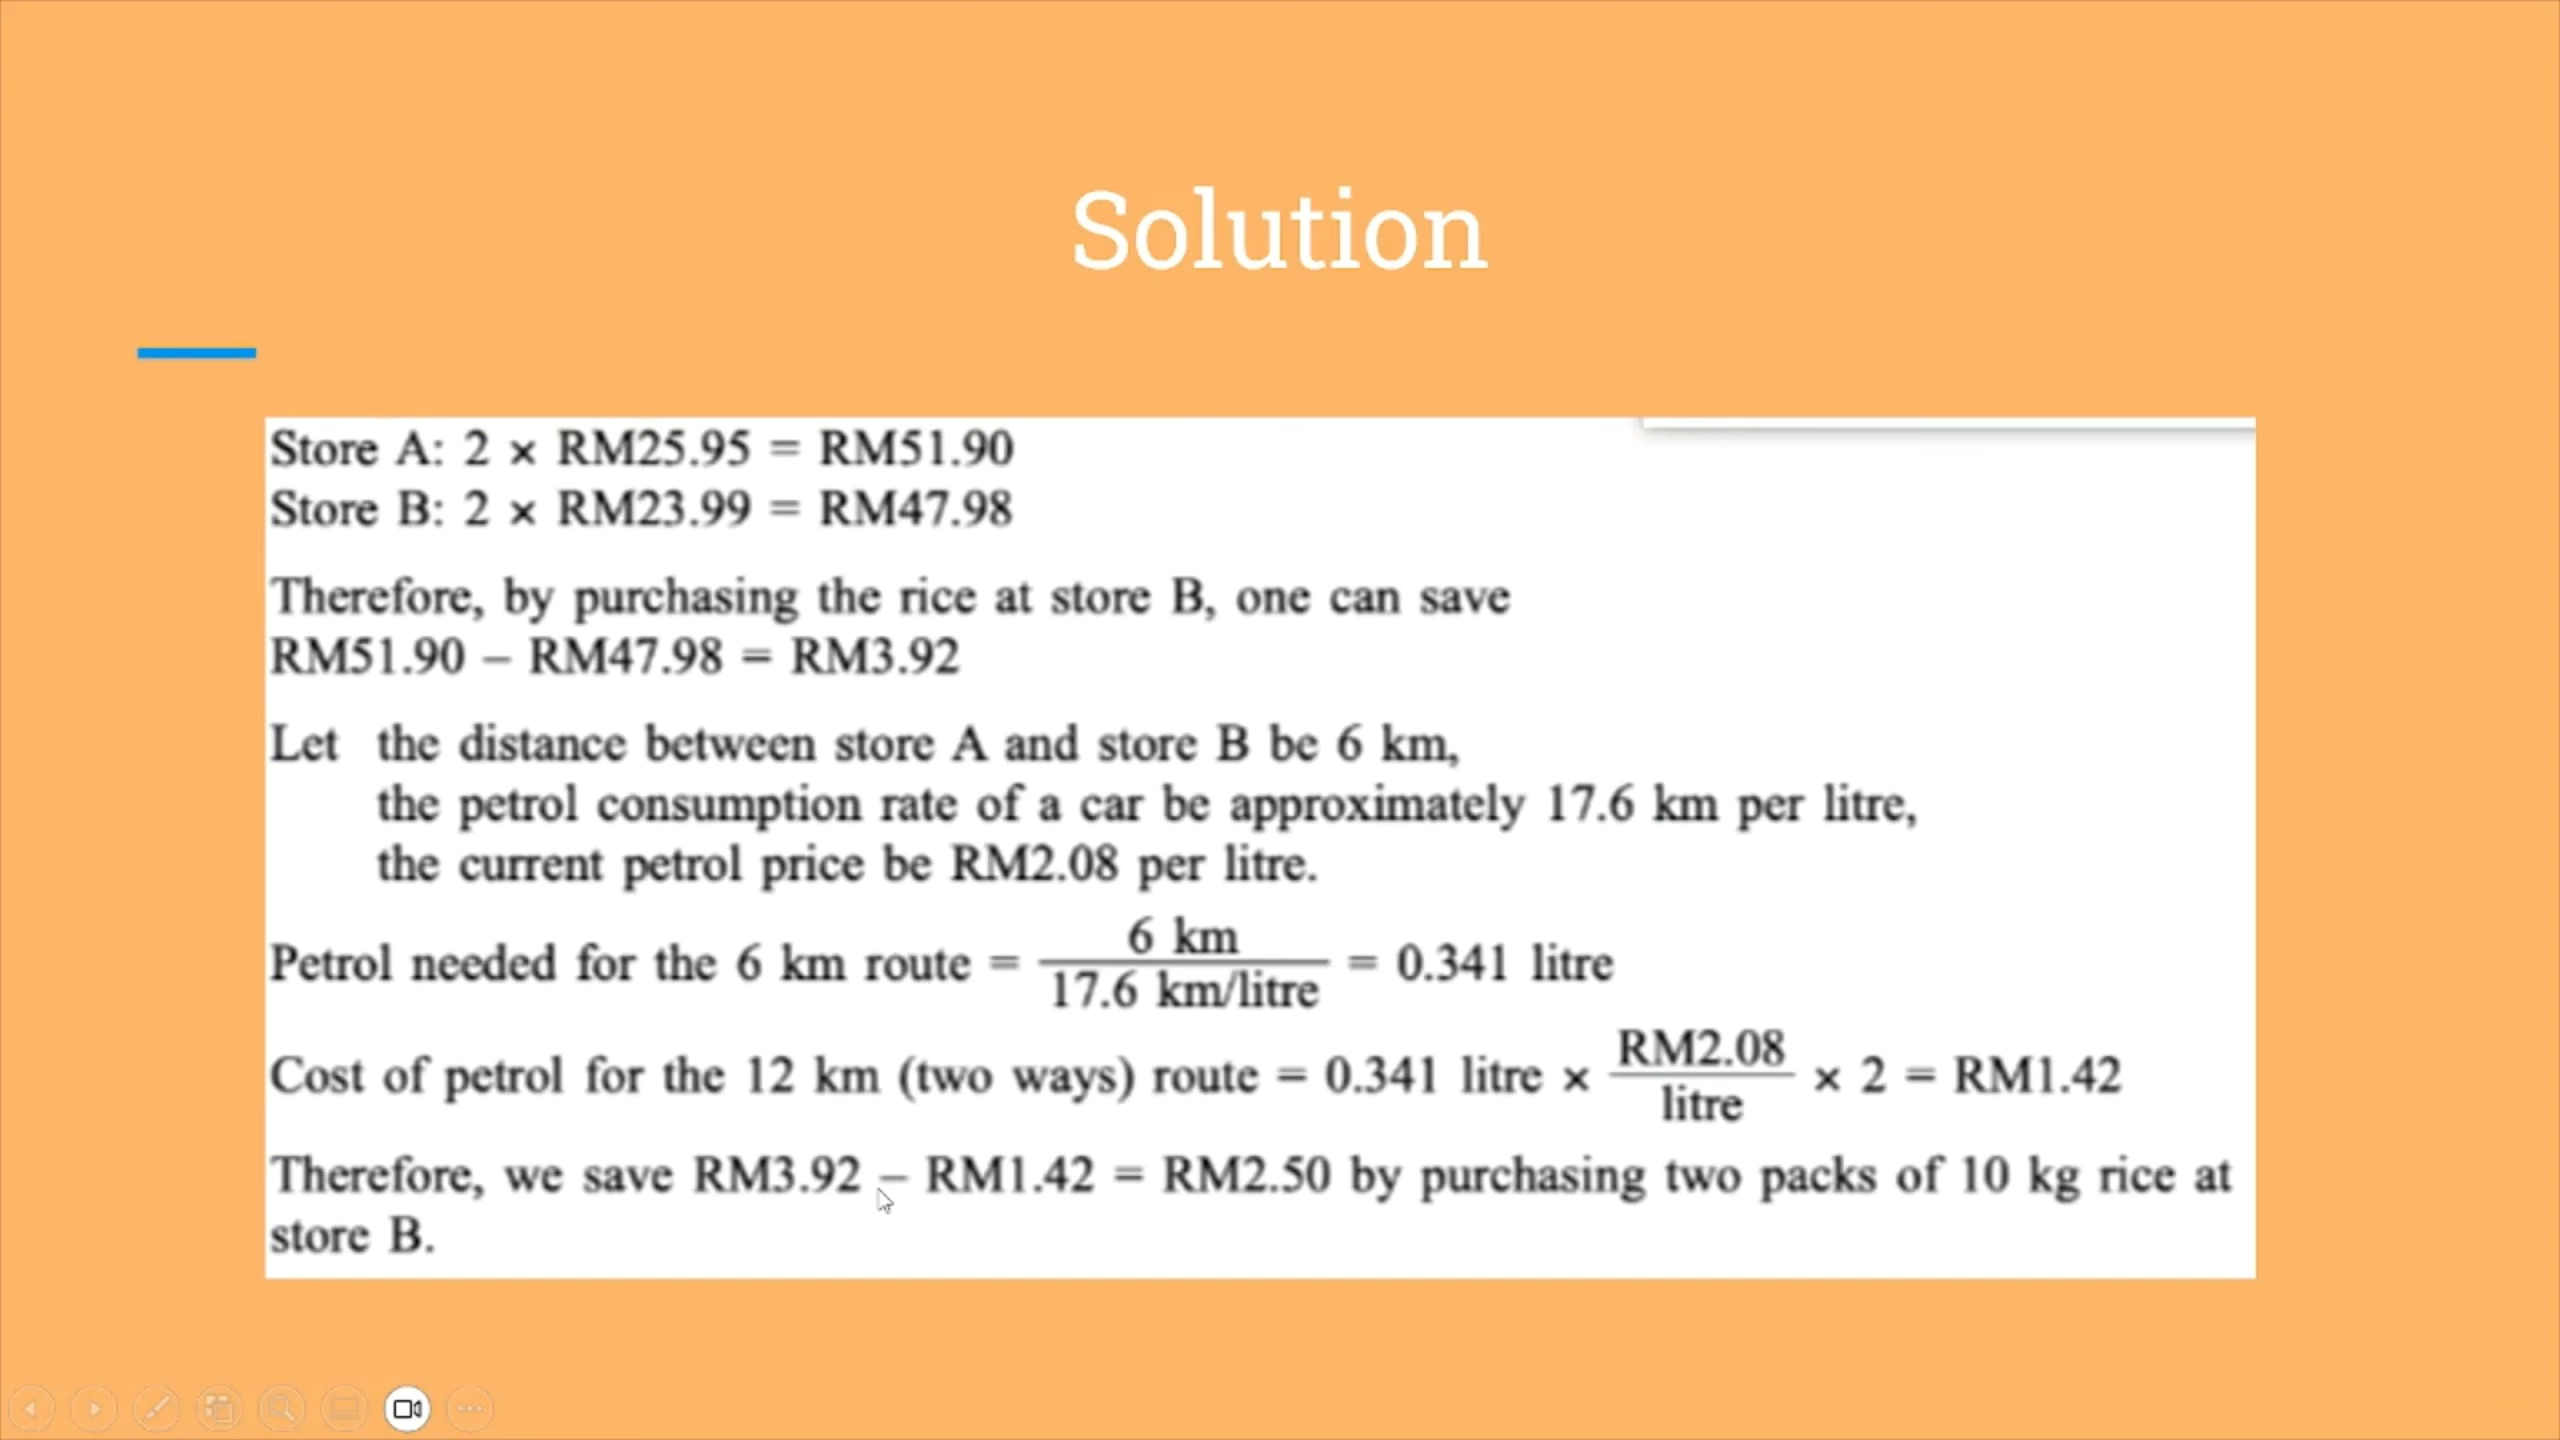 Solution
Store A: 2 × RM25.95 = RM51.90
Store B: 2 × RM23.99 = RM47.98
Therefore, by purchasing the rice at store B, one can save
RM51.90 – RM47.98 = RM3.92
Let the distance between store A and store B be 6 km,
the petrol consumption rate of a car be approximately 17.6 km per litre,
the current petrol price be RM2.08 per litre.
Petrol needed for the 6 km route = 6 km / 17.6 km/litre = 0.341 litre
Cost of petrol for the 12 km (two ways) route = 0.341 litre × RM2.08 / litre × 2 = RM1.42
Therefore, we save RM3.92 – RM1.42 = RM2.50 by purchasing two packs of 10 kg rice at
store B.